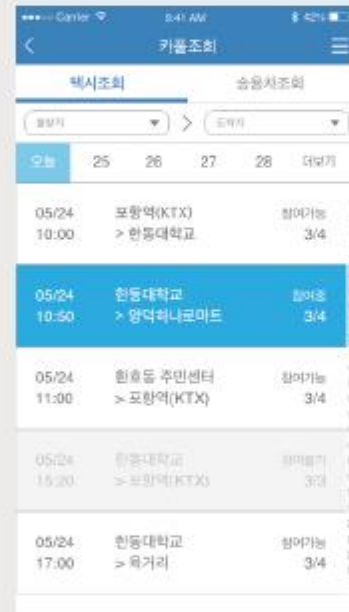 Carrier 9:41 AM 42%
카풀조회
택시조회 승용차조회
출발지 > 도착지
오늘 25 26 27 28 더보기
05/24 포항역(KTX) 참여가능
10:00 > 한동대학교 3/4
05/24 한동대학교 참여중
10:50 > 양덕하나로마트 3/4
05/24 환호동 주민센터 참여가능
11:00 > 포항역(KTX) 3/4
05/24 한동대학교 참여불가
15:20 > 포항역(KTX) 3/3
05/24 한동대학교 참여가능
17:00 > 육거리 3/4